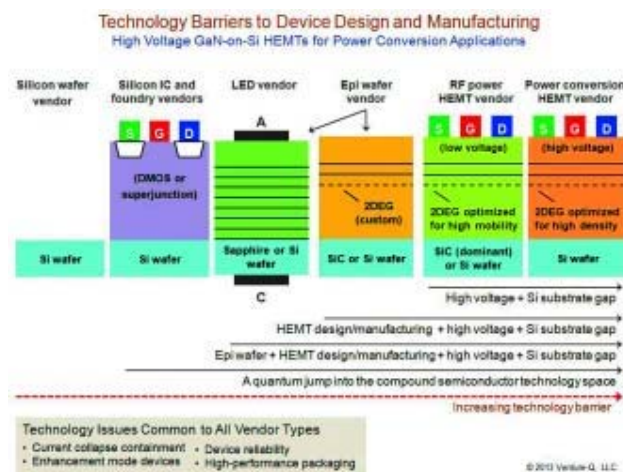 Technology Barriers to Device Design and Manufacturing
High Voltage GaN-on-Si HEMTs for Power Conversion Applications
Silicon wafer
vendor
Silicon IC and
foundry vendors
LED vendor
Epi wafer
vendor
RF power
HEMT vendor
Power conversion
HEMT vendor
S G D
A
S G D
S G D
(DMOS or
superjunction)
(low voltage)
(high voltage)
2DEG
(custom)
2DEG optimized
for high mobility
2DEG optimized
for high density
Si wafer
Si wafer
Sapphire or Si
wafer
SiC or Si wafer
SiC (dominant)
or Si wafer
Si wafer
C
High voltage + Si substrate gap
HEMT design/manufacturing + high voltage + Si substrate gap
Epi wafer + HEMT design/manufacturing + high voltage + Si substrate gap
A quantum jump into the compound semiconductor technology space
Increasing technology barrier
Technology Issues Common to All Vendor Types
• Current collapse containment • Device reliability
• Enhancement mode devices • High-performance packaging
© 2013 Venture-Q, LLC